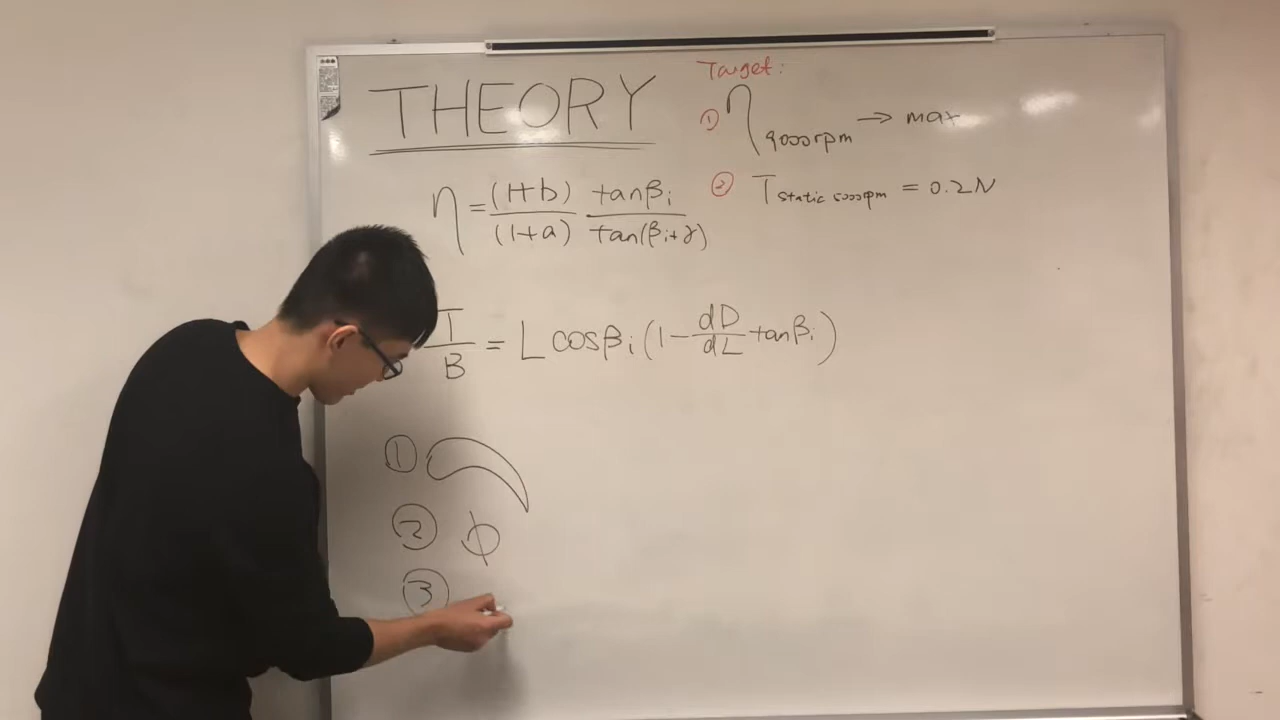 THEORY
Target:
① η 9000rpm → max
② T static 5000rpm = 0.2N
η = (1+b)/(1+a) tanβi/tan(βi+γ)
T/B = L cosβi (1 - dD/dL tanβi)
①
② φ
③